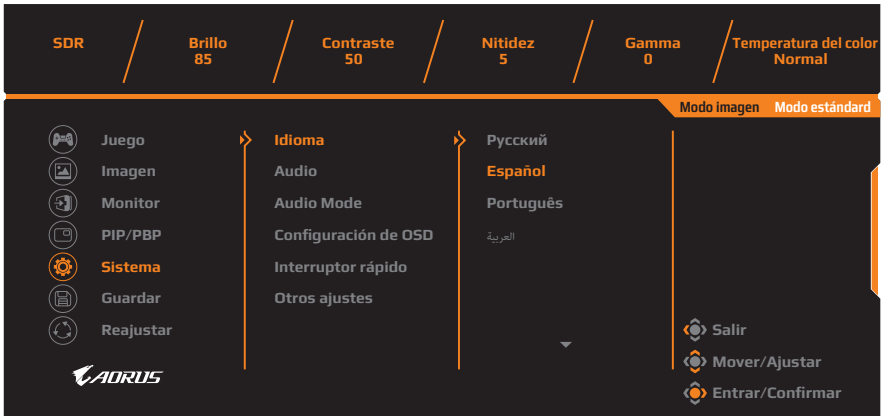 SDR
Brillo
85
Contraste
50
Nitidez
5
Gamma
0
Temperatura del color
Normal
Modo imagen Modo estándard
Juego
Imagen
Monitor
PIP/PBP
Sistema
Guardar
Reajustar
Idioma
Audio
Audio Mode
Configuración de OSD
Interruptor rápido
Otros ajustes
Русский
Español
Português
العربية
Salir
Mover/Ajustar
Entrar/Confirmar
AORUS